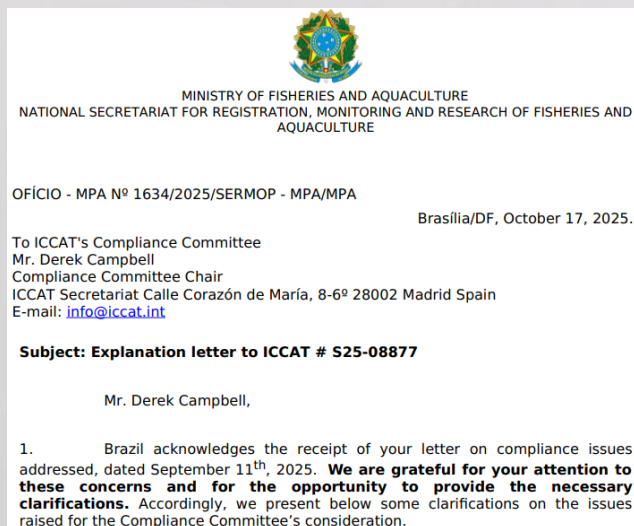 MINISTRY OF FISHERIES AND AQUACULTURE
NATIONAL SECRETARIAT FOR REGISTRATION, MONITORING AND RESEARCH OF FISHERIES AND
AQUACULTURE
OFÍCIO - MPA Nº 1634/2025/SERMOP - MPA/MPA
Brasília/DF, October 17, 2025.
To ICCAT's Compliance Committee
Mr. Derek Campbell
Compliance Committee Chair
ICCAT Secretariat Calle Corazón de María, 8-6º 28002 Madrid Spain
E-mail: info@iccat.int
Subject: Explanation letter to ICCAT # S25-08877
Mr. Derek Campbell,
1. Brazil acknowledges the receipt of your letter on compliance issues
addressed, dated September 11th, 2025. We are grateful for your attention to
these concerns and for the opportunity to provide the necessary
clarifications. Accordingly, we present below some clarifications on the issues
raised for the Compliance Committee's consideration.